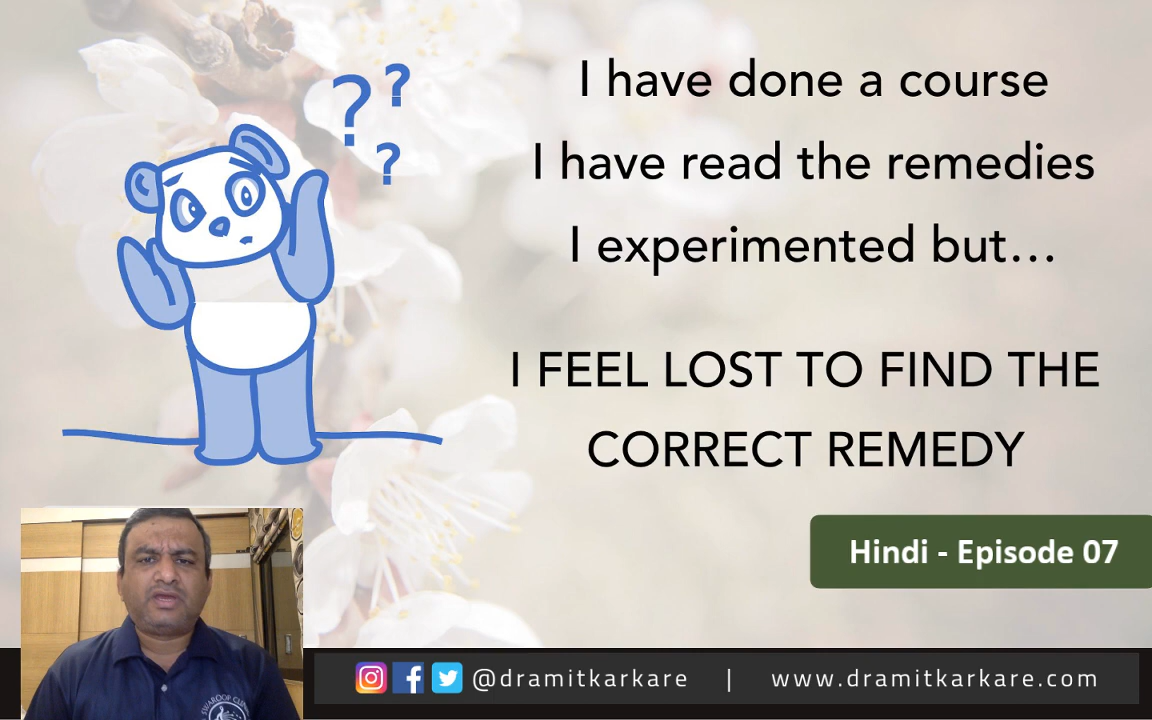 ? ? ?
I have done a course
I have read the remedies
I experimented but...
I FEEL LOST TO FIND THE
CORRECT REMEDY
Hindi - Episode 07
@dramitkarkare | www.dramitkarkare.com